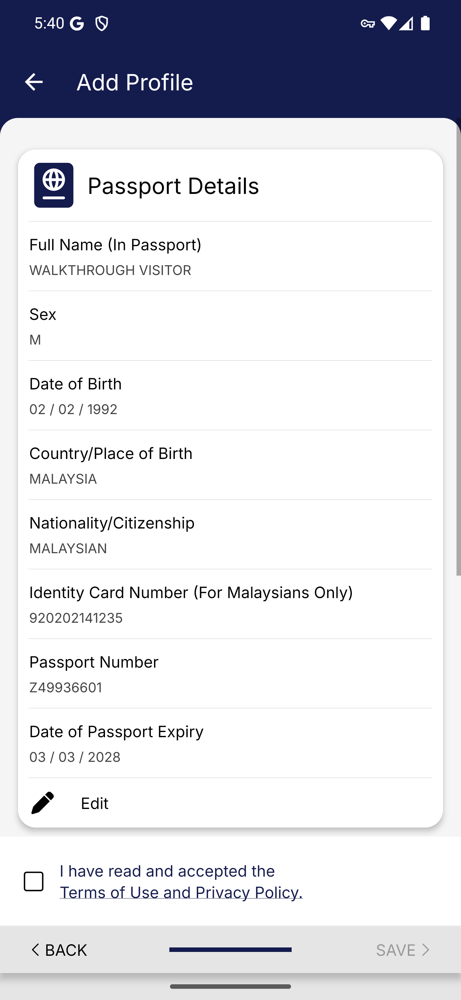 5:40
Add Profile
Passport Details
Full Name (In Passport)
WALKTHROUGH VISITOR
Sex
M
Date of Birth
02 / 02 / 1992
Country/Place of Birth
MALAYSIA
Nationality/Citizenship
MALAYSIAN
Identity Card Number (For Malaysians Only)
920202141235
Passport Number
Z49936601
Date of Passport Expiry
03 / 03 / 2028
Edit
I have read and accepted the
Terms of Use and Privacy Policy.
BACK SAVE